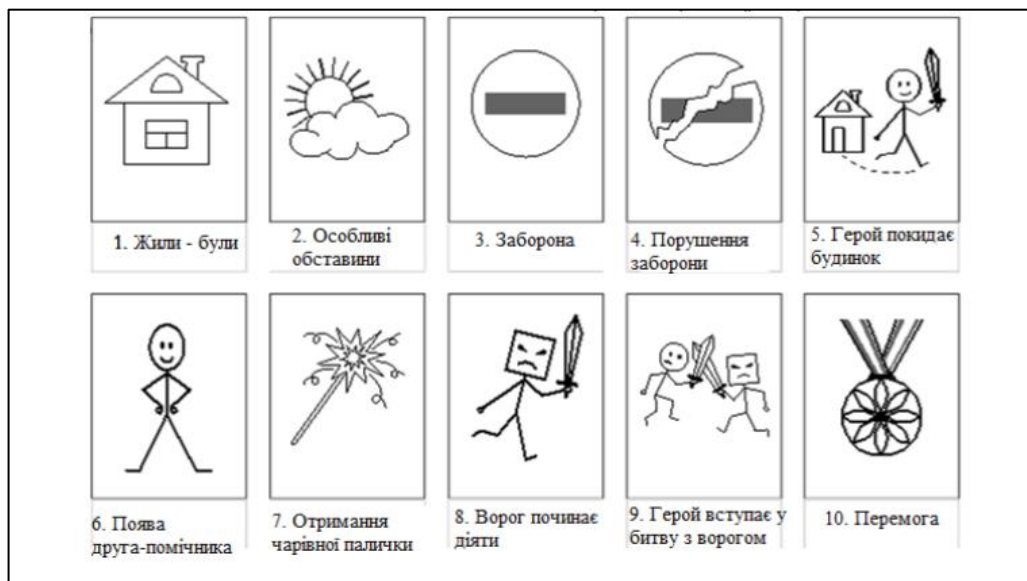 1. Жили - були
2. Особливі
обставини
3. Заборона
4. Порушення
заборони
5. Герой покидає
будинок
6. Поява
друга-помічника
7. Отримання
чарівної палички
8. Ворог починає
діяти
9. Герой вступає у
битву з ворогом
10. Перемога